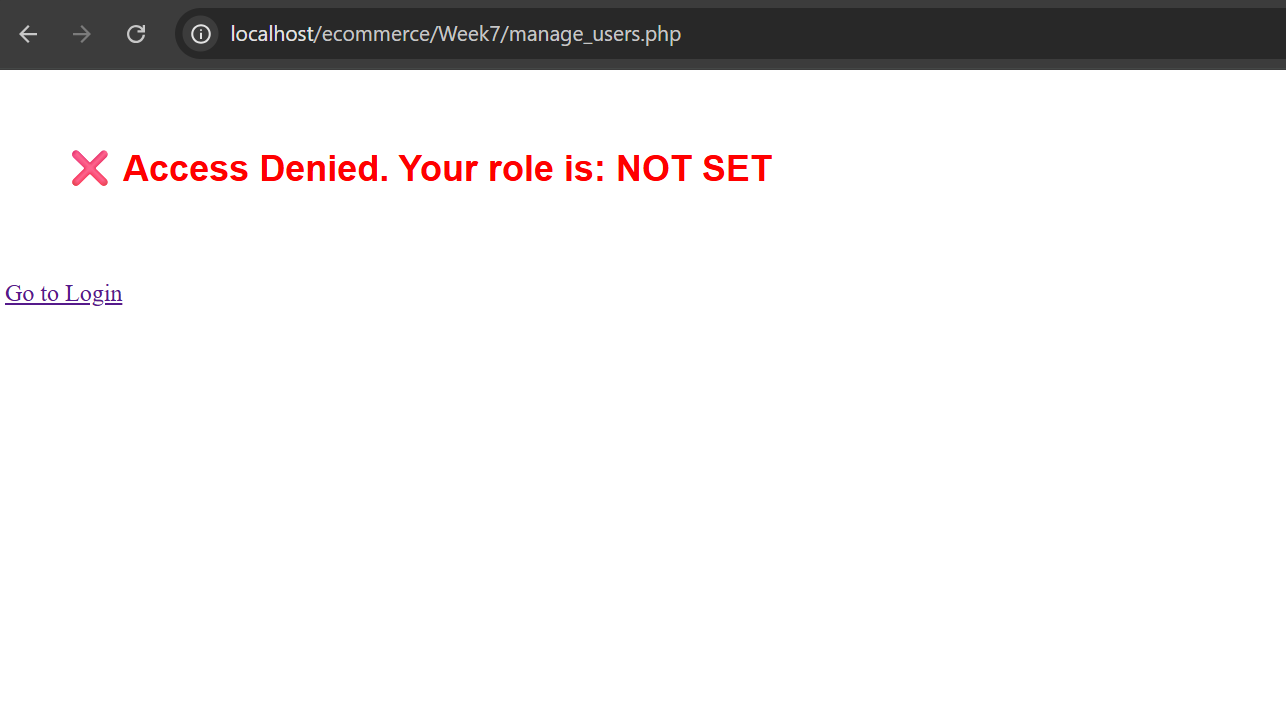 localhost/ecommerce/Week7/manage_users.php
❌ Access Denied. Your role is: NOT SET
Go to Login